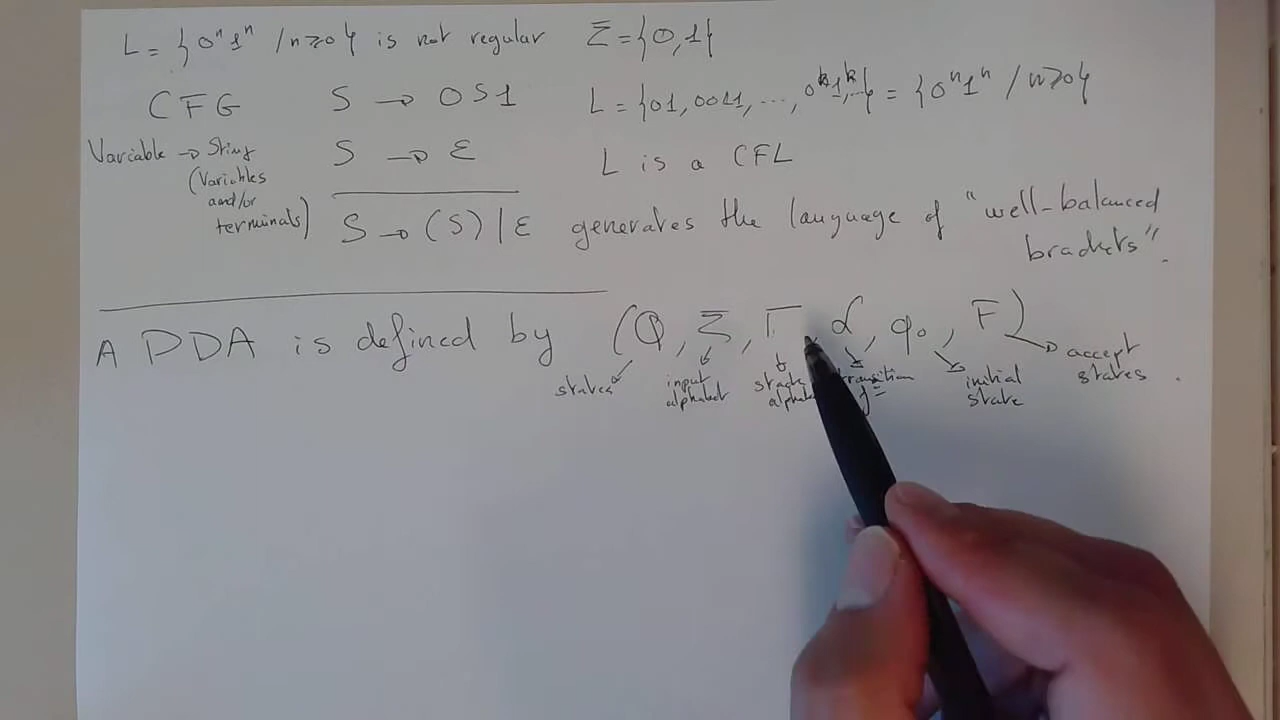 L = {0ⁿ1ⁿ / n⩾0} is not regular Σ = {0,1}
CFG S → 0S1 L = {01, 0011, ..., 0ᵏ1ᵏ,...} = {0ⁿ1ⁿ / n⩾0}
Variable → String S → ε L is a CFL
(Variables
and/or
terminals) S → (S) | ε generates the language of "well-balanced
brackets".
A PDA is defined by (Q, Σ, Γ, δ, q₀, F)
states input alphabet stack transition initial state accept states.